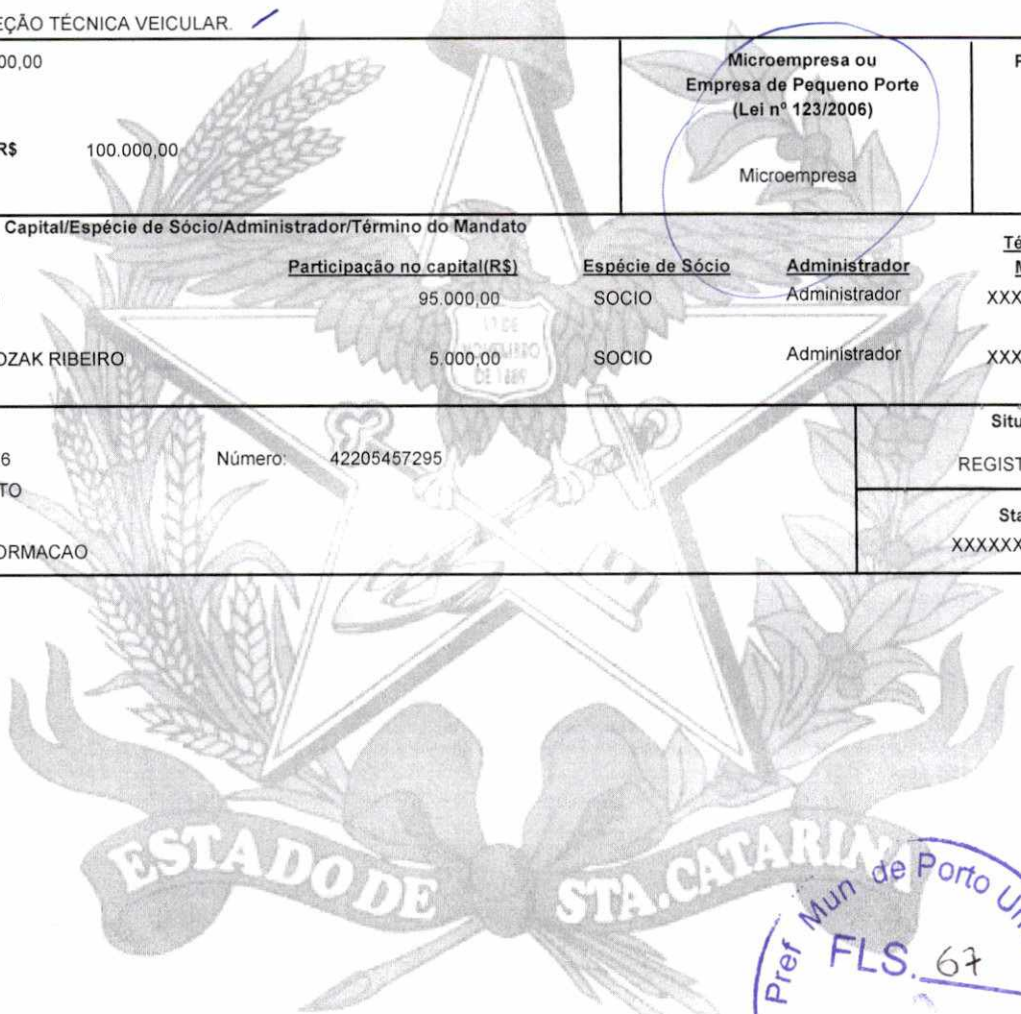 EÇÃO TÉCNICA VEICULAR.
00,00
R$ 100.000,00
Microempresa ou
Empresa de Pequeno Porte
(Lei nº 123/2006)
Microempresa
Capital/Espécie de Sócio/Administrador/Término do Mandato
Participação no capital(R$) Espécie de Sócio Administrador
95.000,00 SOCIO Administrador XXX
OZAK RIBEIRO 5.000,00 SOCIO Administrador XXX
6 Número: 42205457295
TO
ORMACAO
Situ
REGIST
Sta
XXXXXX
ESTADO DE STA.CATARINA
Pref Mun de Porto Un
FLS. 67